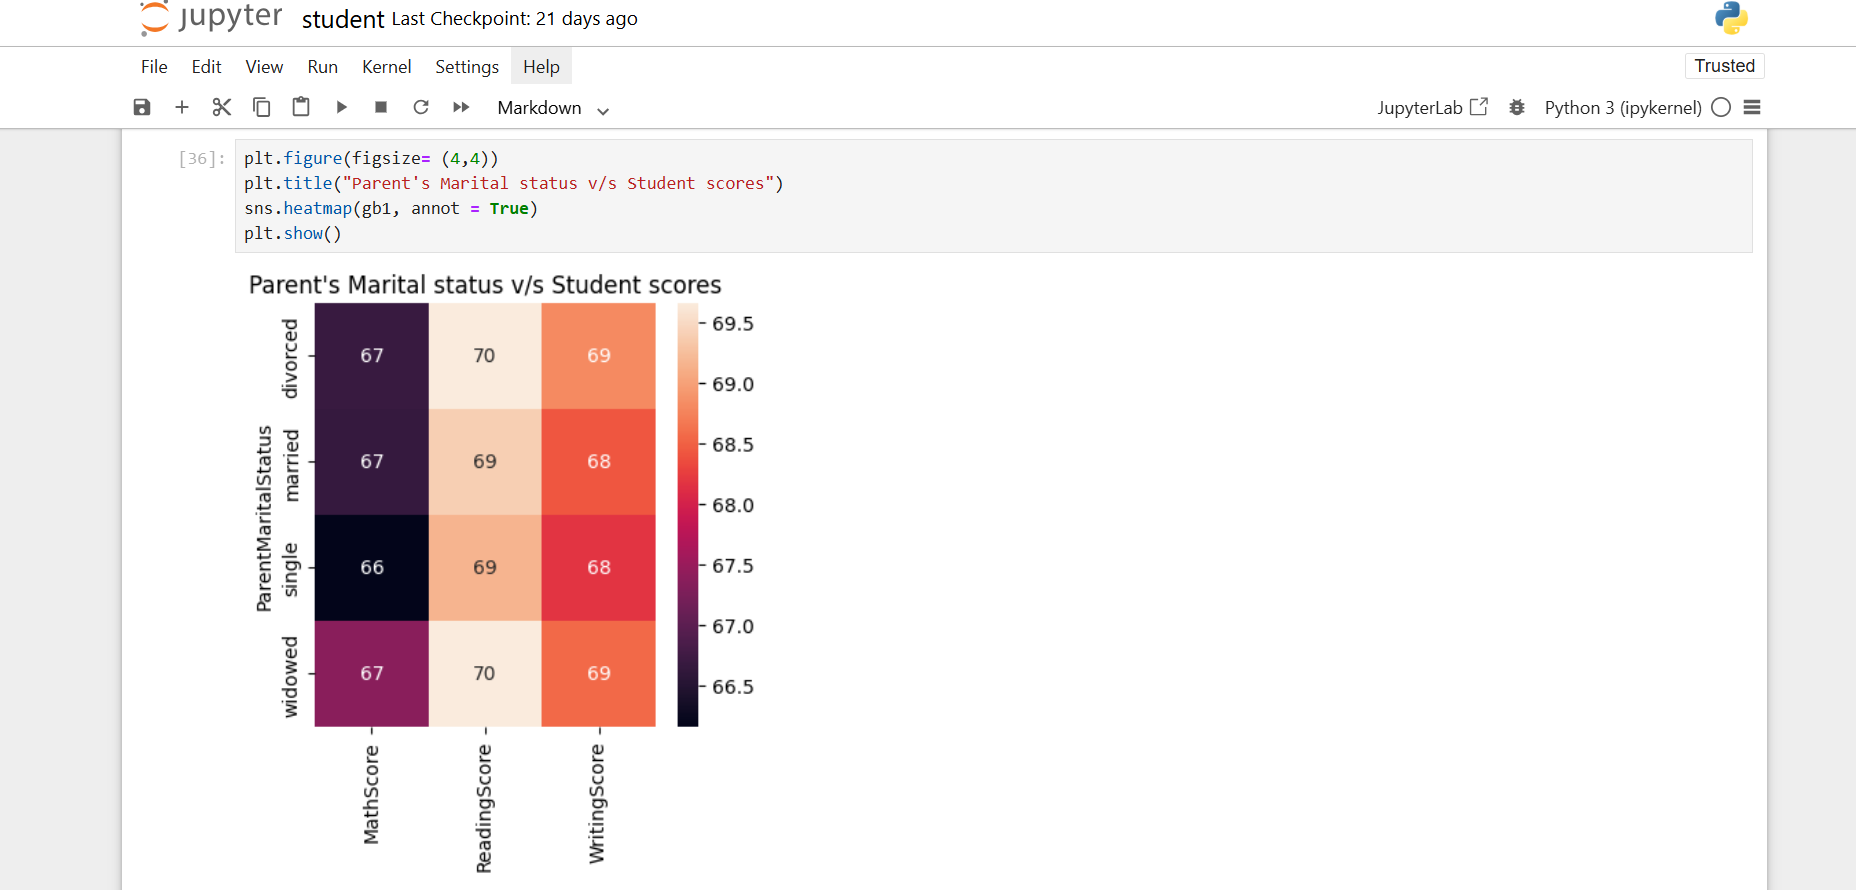 jupyter student Last Checkpoint: 21 days ago
File Edit View Run Kernel Settings Help
Trusted
Markdown
JupyterLab
Python 3 (ipykernel)
[36]:
plt.figure(figsize= (4,4))
plt.title("Parent's Marital status v/s Student scores")
sns.heatmap(gb1, annot = True)
plt.show()
Parent's Marital status v/s Student scores
ParentMaritalStatus
divorced
67 70 69
married
67 69 68
single
66 69 68
widowed
67 70 69
MathScore
ReadingScore
WritingScore
69.5
69.0
68.5
68.0
67.5
67.0
66.5